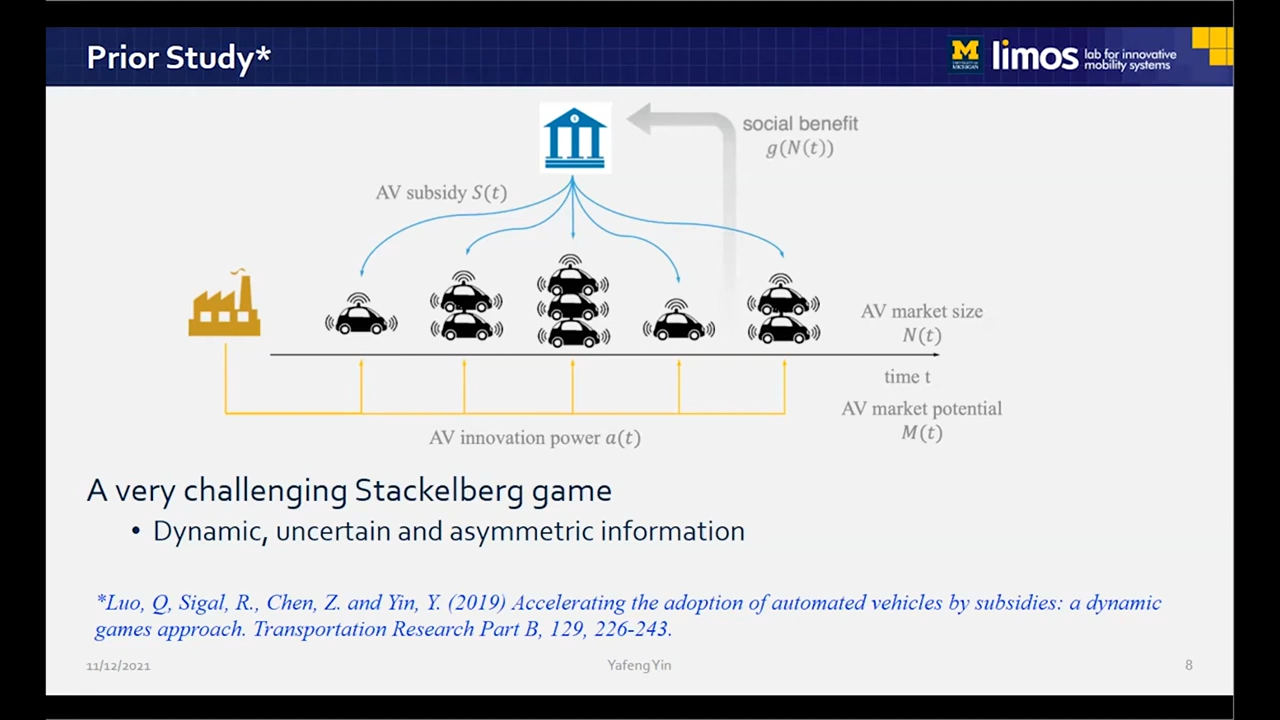 Prior Study*
M
UNIVERSITY OF MICHIGAN
limos lab for innovative mobility systems
social benefit
g(N(t))
AV subsidy S(t)
AV market size
N(t)
time t
AV market potential
M(t)
AV innovation power a(t)
A very challenging Stackelberg game
• Dynamic, uncertain and asymmetric information
*Luo, Q, Sigal, R., Chen, Z. and Yin, Y. (2019) Accelerating the adoption of automated vehicles by subsidies: a dynamic
games approach. Transportation Research Part B, 129, 226-243.
11/12/2021
Yafeng Yin
8